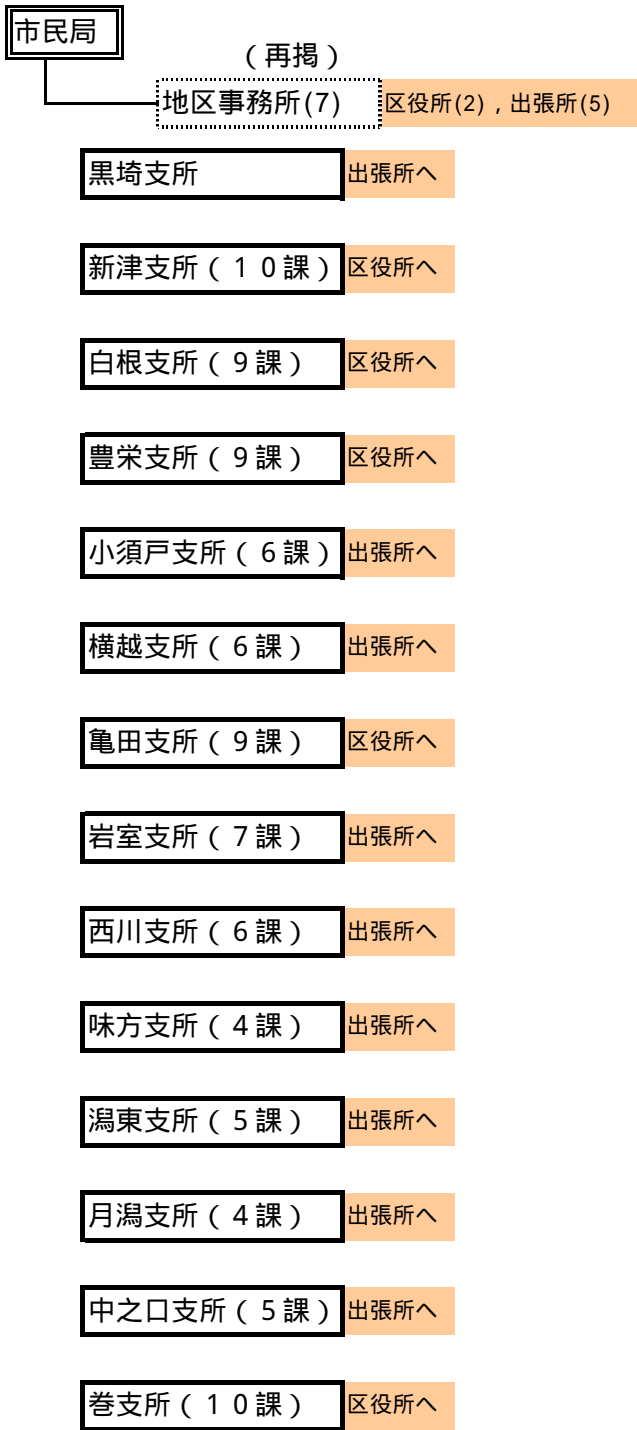 市民局
（再掲）
地区事務所(7) 区役所(2) , 出張所(5)
黒埼支所 出張所へ
新津支所（１０課） 区役所へ
白根支所（９課） 区役所へ
豊栄支所（９課） 区役所へ
小須戸支所（６課） 出張所へ
横越支所（６課） 出張所へ
亀田支所（９課） 区役所へ
岩室支所（７課） 出張所へ
西川支所（６課） 出張所へ
味方支所（４課） 出張所へ
潟東支所（５課） 出張所へ
月潟支所（４課） 出張所へ
中之口支所（５課） 出張所へ
巻支所（１０課） 区役所へ